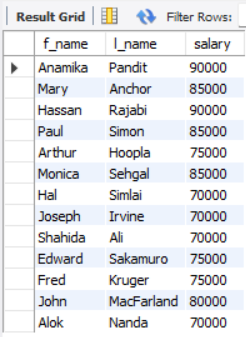 Result Grid Filter Rows:
f_name l_name salary
Anamika Pandit 90000
Mary Anchor 85000
Hassan Rajabi 90000
Paul Simon 85000
Arthur Hoopla 75000
Monica Sehgal 85000
Hal Simlai 70000
Joseph Irvine 70000
Shahida Ali 70000
Edward Sakamuro 75000
Fred Kruger 75000
John MacFarland 80000
Alok Nanda 70000